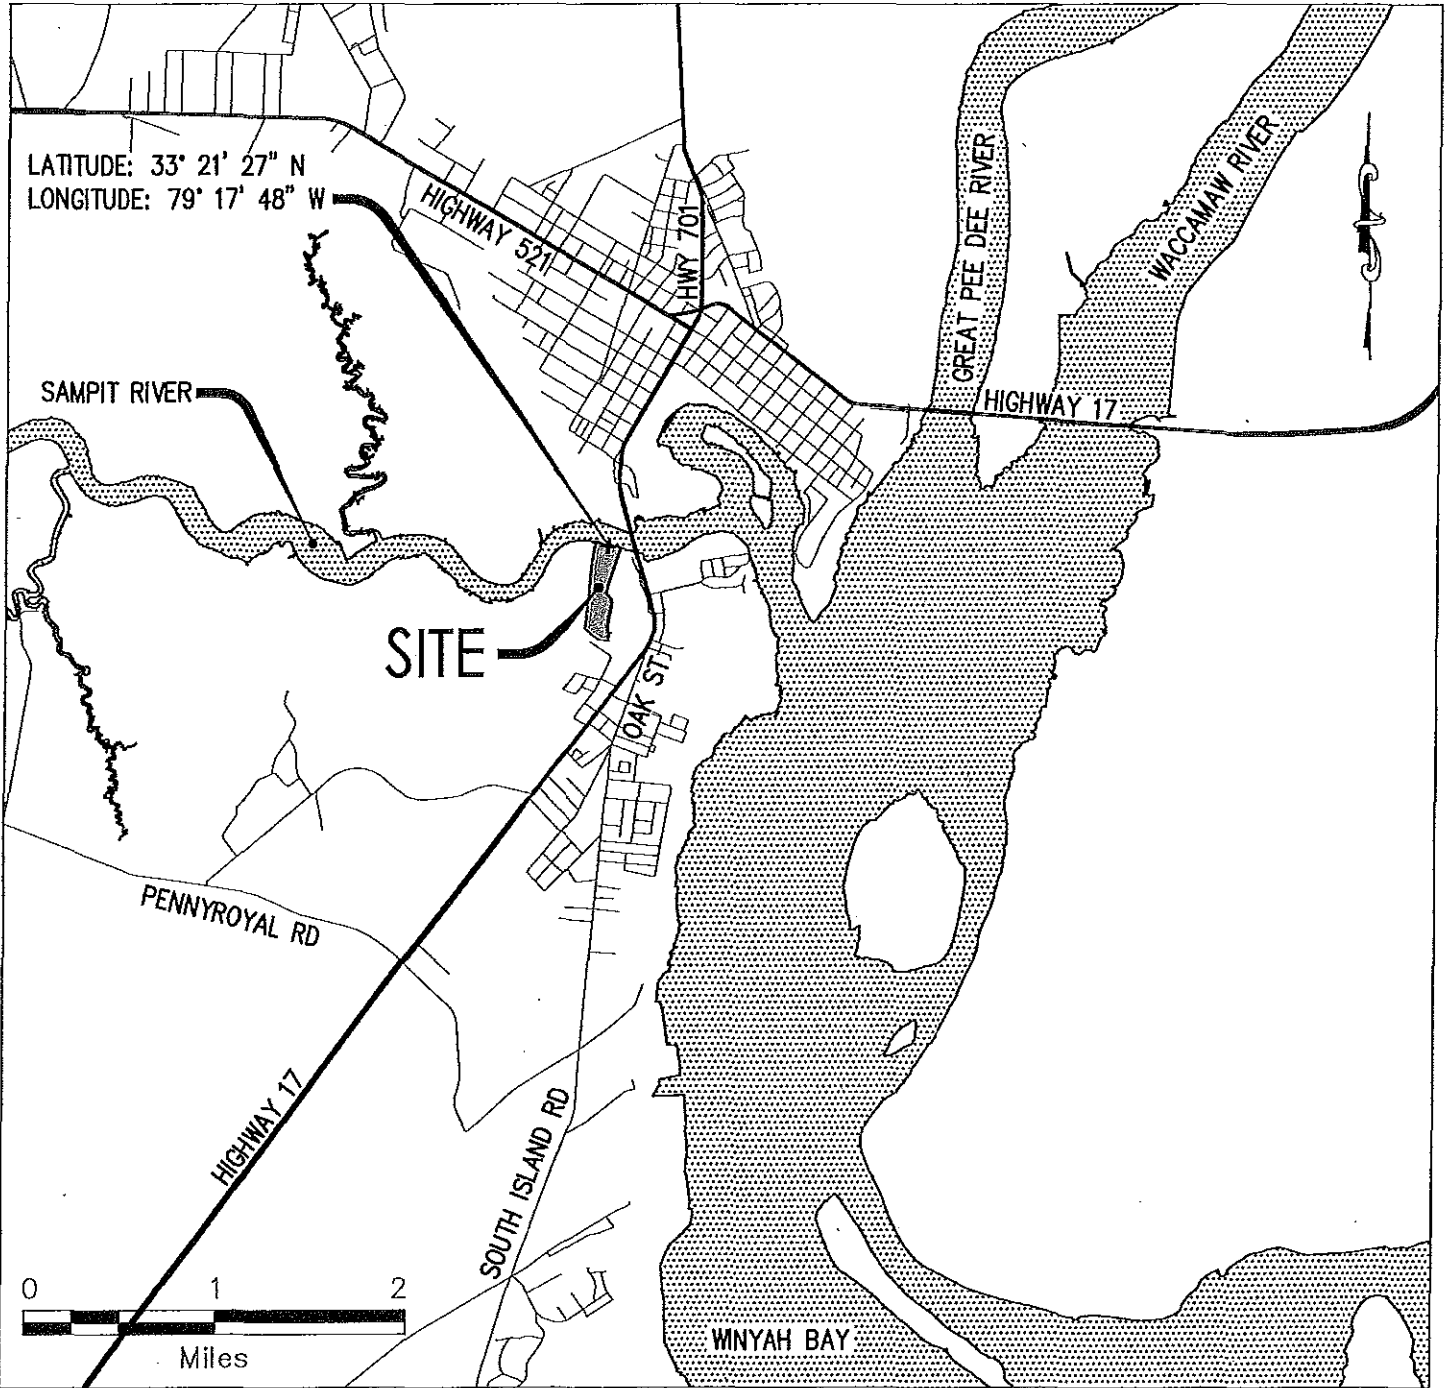 LATITUDE: 33° 21' 27" N
LONGITUDE: 79° 17' 48" W
HIGHWAY 521
HWY 701
GREAT PEE DEE RIVER
WACCAMAW RIVER
SAMPIT RIVER
HIGHWAY 17
SITE
OAK ST.
PENNYROYAL RD
HIGHWAY 17
SOUTH ISLAND RD
0 1 2
Miles
WINYAH BAY